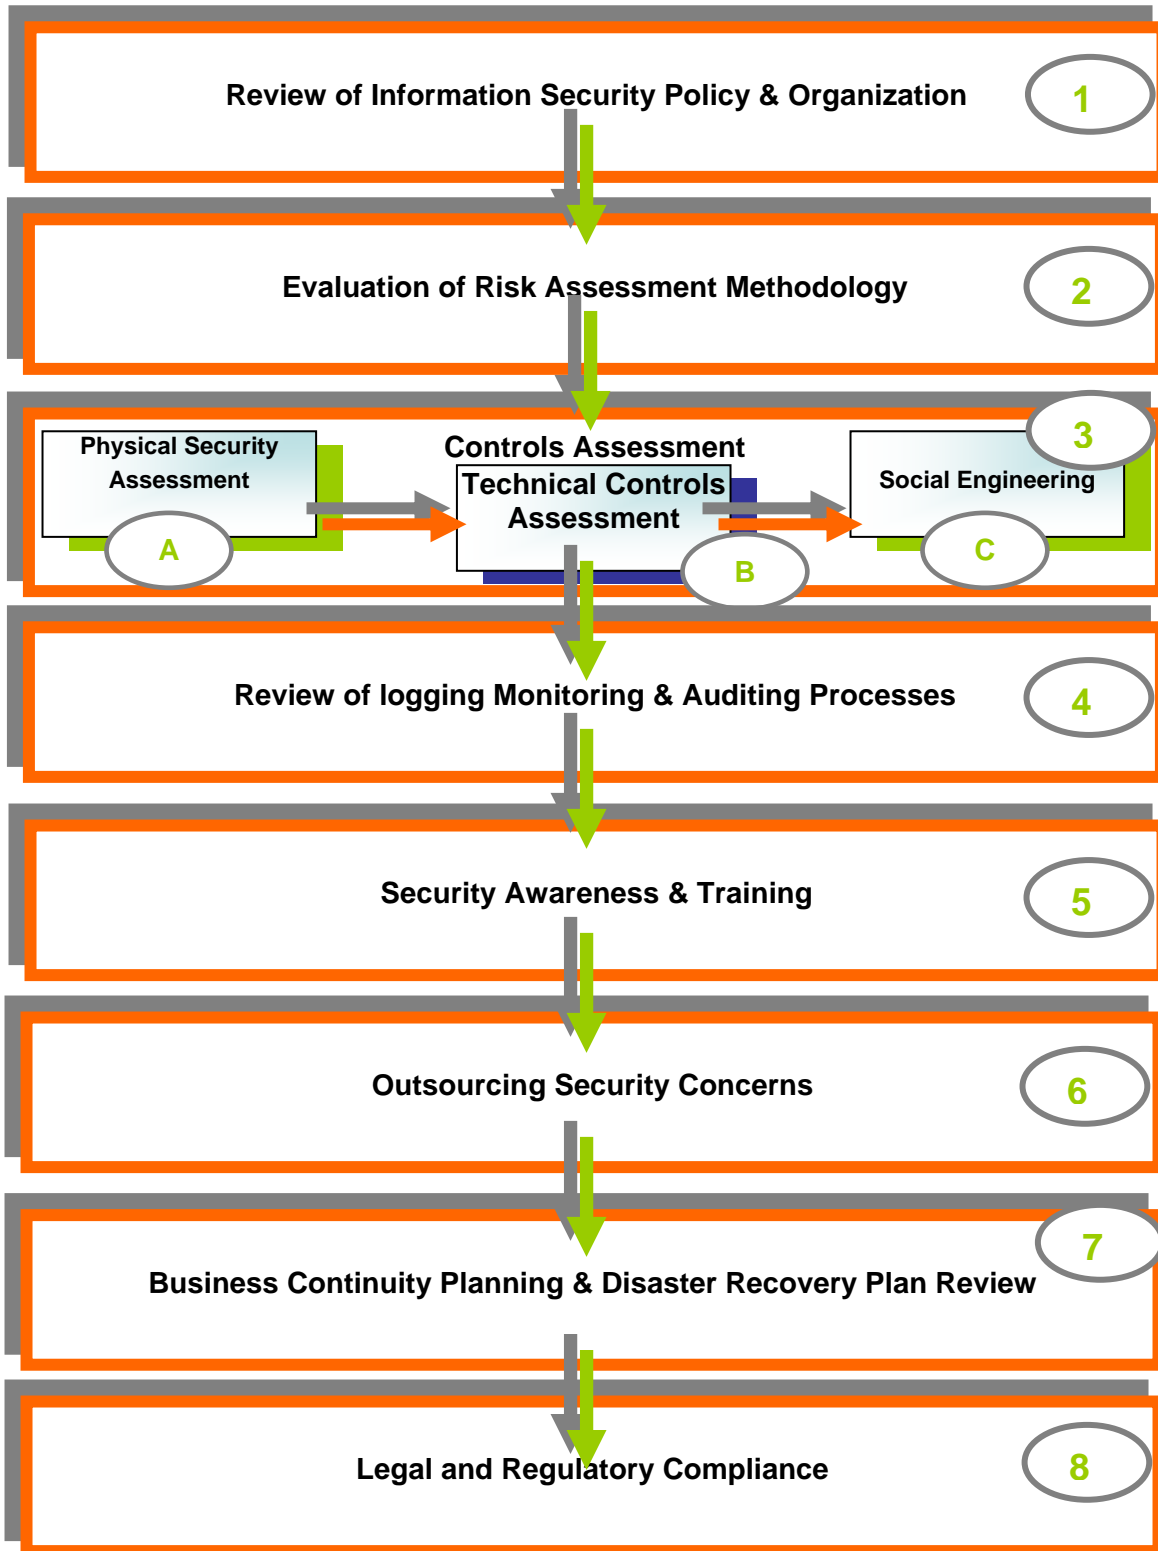 Review of Information Security Policy & Organization
1
Evaluation of Risk Assessment Methodology
2
3
Controls Assessment
Physical Security
Assessment
A
Technical Controls
Assessment
B
Social Engineering
C
Review of logging Monitoring & Auditing Processes
4
Security Awareness & Training
5
Outsourcing Security Concerns
6
7
Business Continuity Planning & Disaster Recovery Plan Review
Legal and Regulatory Compliance
8